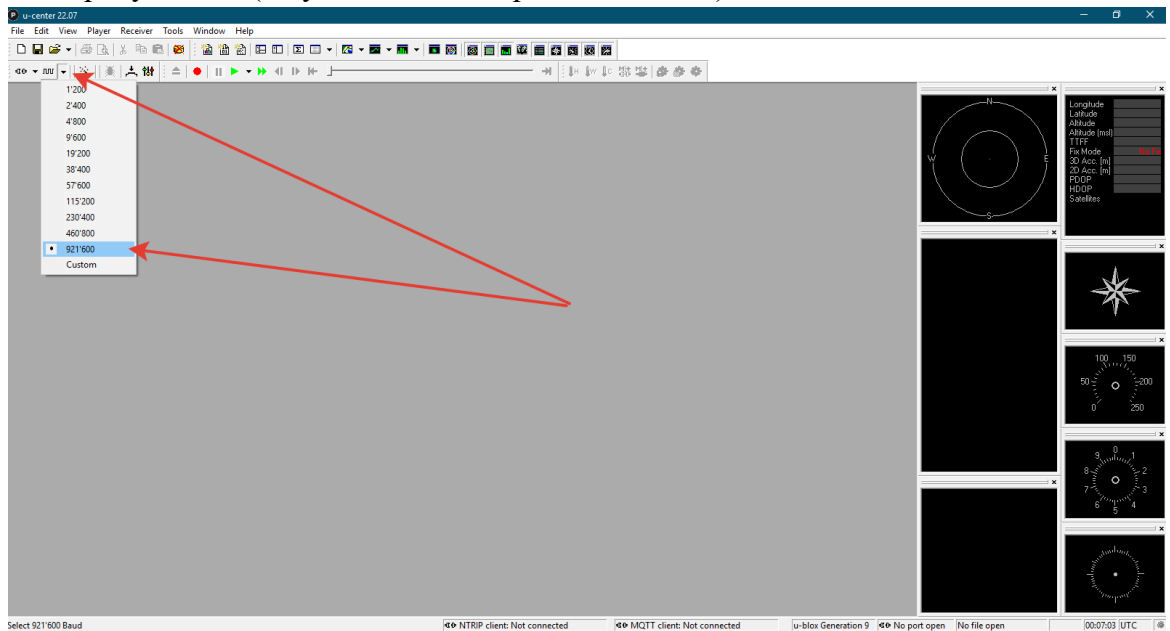 u-center 22.07
File Edit View Player Receiver Tools Window Help
1'200
2'400
4'800
9'600
19'200
38'400
57'600
115'200
230'400
460'800
921'600
Custom
N
W E
S
Longitude
Latitude
Altitude
Altitude (msl)
TTFF
Fix Mode
3D Acc. [m]
2D Acc. [m]
PDOP
HDOP
Satellites
100 150
50 200
0 250
0
9 1
8 2
7 3
6 4
5
Select 921'600 Baud NTRIP client: Not connected MQTT client: Not connected u-blox Generation 9 No port open No file open 00:07:03 UTC